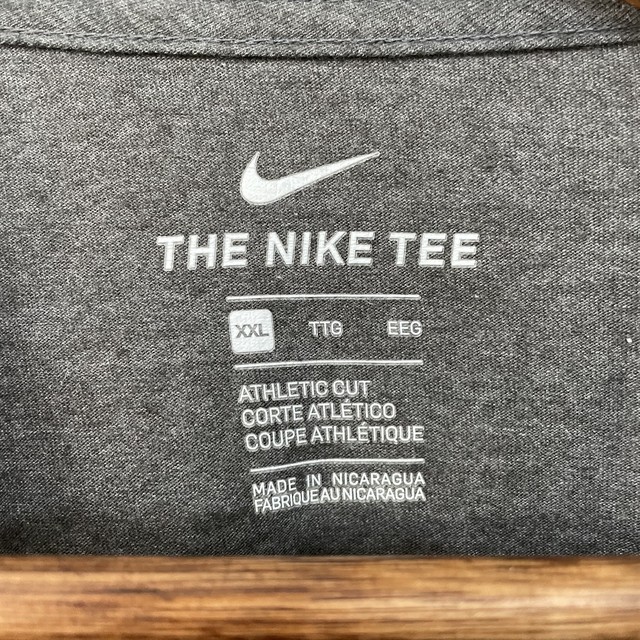 THE NIKE TEE
XXL TTG EEG
ATHLETIC CUT
CORTE ATLÉTICO
COUPE ATHLÉTIQUE
MADE IN NICARAGUA
FABRIQUE AU NICARAGUA